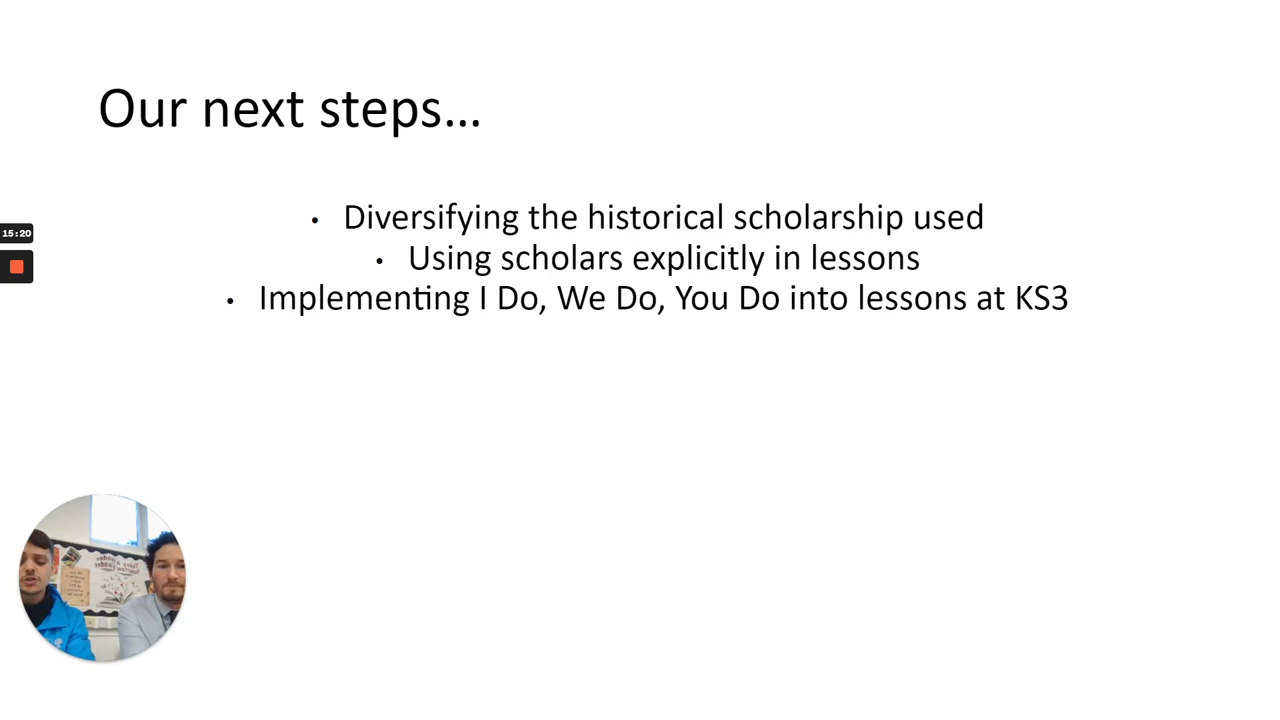 Our next steps...
• Diversifying the historical scholarship used
• Using scholars explicitly in lessons
• Implementing I Do, We Do, You Do into lessons at KS3
15:20